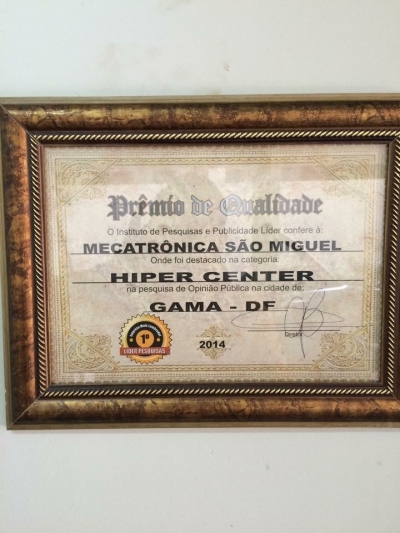 Prêmio de Qualidade
O Instituto de Pesquisas e Publicidade Líder confere à:
MECATRÔNICA SÃO MIGUEL
Onde foi destacado na categoria:
HIPER CENTER
na pesquisa de Opinião Pública na cidade de:
GAMA - DF
1º
LÍDER PESQUISAS
2014